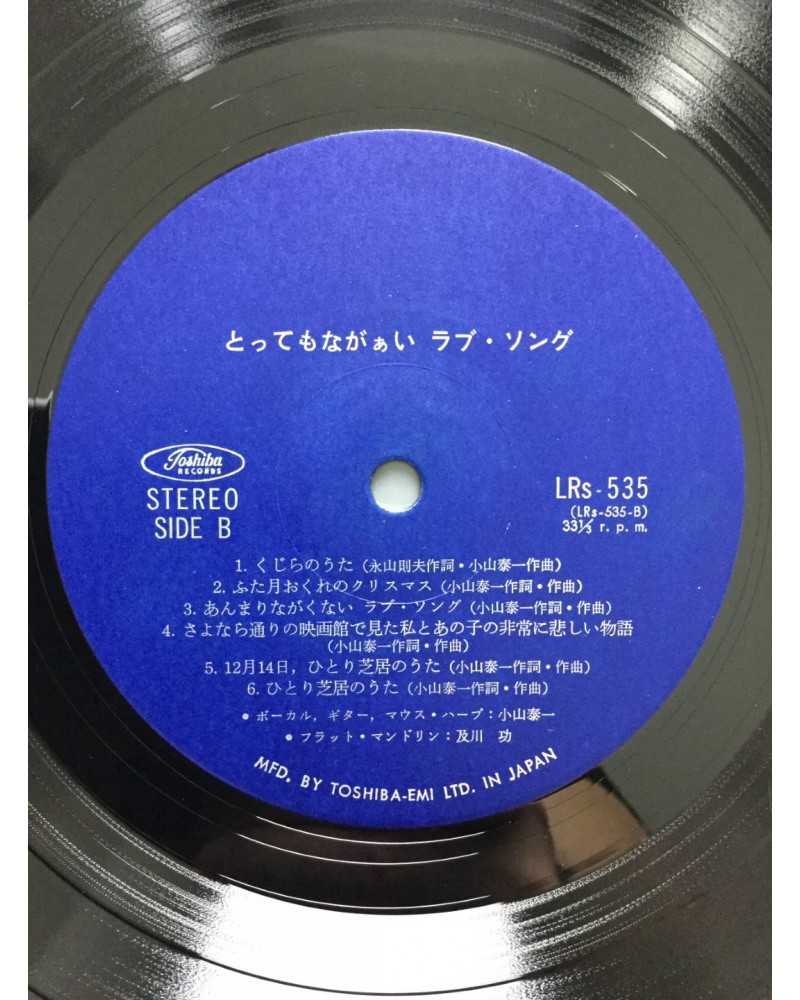 とってもながぁい ラブ・ソング
Toshiba
RECORDS
STEREO
SIDE B
LRs-535
(LRs-535-B)
33⅓ r. p. m.
1. くじらのうた (永山則夫作詞・小山泰一作曲)
2. ふた月おくれのクリスマス (小山泰一作詞・作曲)
3. あんまりながくない ラブ・ソング (小山泰一作詞・作曲)
4. さよなら通りの映画館で見た私とあの子の非常に悲しい物語
(小山泰一作詞・作曲)
5. 12月14日, ひとり芝居のうた (小山泰一作詞・作曲)
6. ひとり芝居のうた (小山泰一作詞・作曲)
● ボーカル, ギター, マウス・ハープ : 小山泰一
● フラット・マンドリン : 及川 功
MFD. BY TOSHIBA-EMI LTD. IN JAPAN